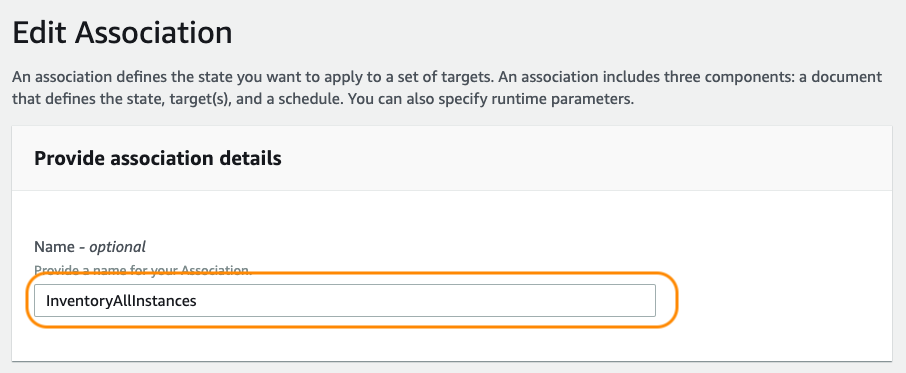 Edit Association
An association defines the state you want to apply to a set of targets. An association includes three components: a document
that defines the state, target(s), and a schedule. You can also specify runtime parameters.
Provide association details
Name - optional
Provide a name for your Association.
InventoryAllInstances